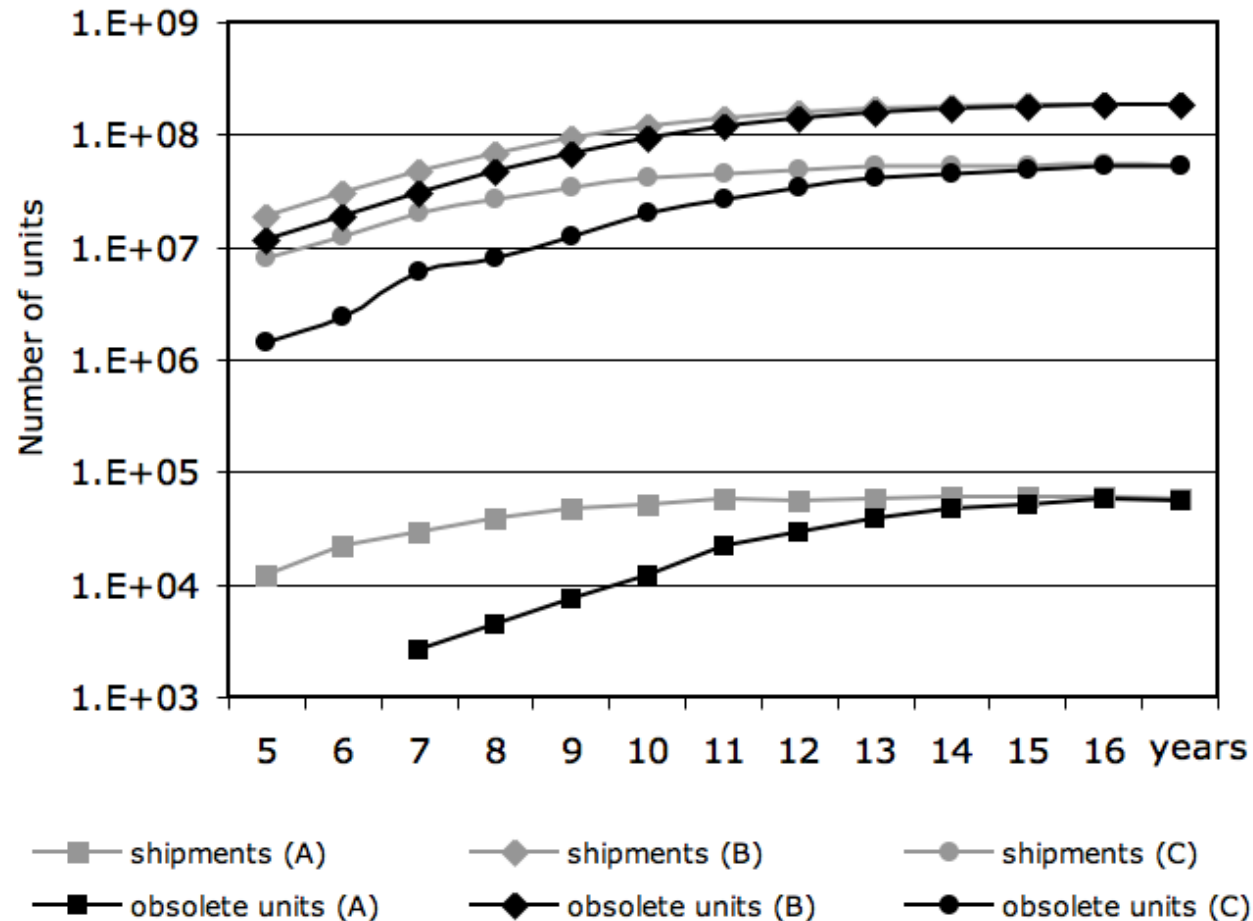 1.E+09
1.E+08
1.E+07
1.E+06
1.E+05
1.E+04
1.E+03
Number of units
5 6 7 8 9 10 11 12 13 14 15 16 years
shipments (A) shipments (B) shipments (C)
obsolete units (A) obsolete units (B) obsolete units (C)